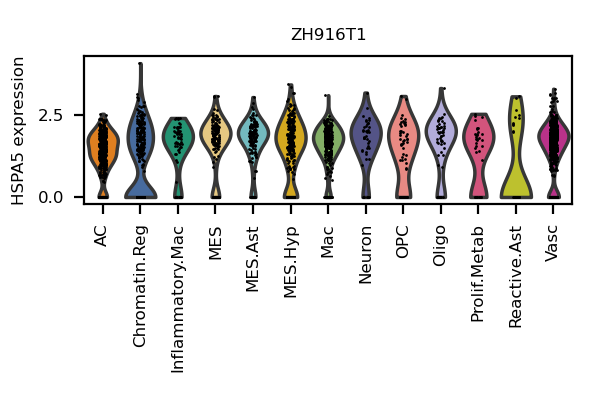 ZH916T1
HSPA5 expression
2.5
0.0
AC
Chromatin.Reg
Inflammatory.Mac
MES
MES.Ast
MES.Hyp
Mac
Neuron
OPC
Oligo
Prolif.Metab
Reactive.Ast
Vasc